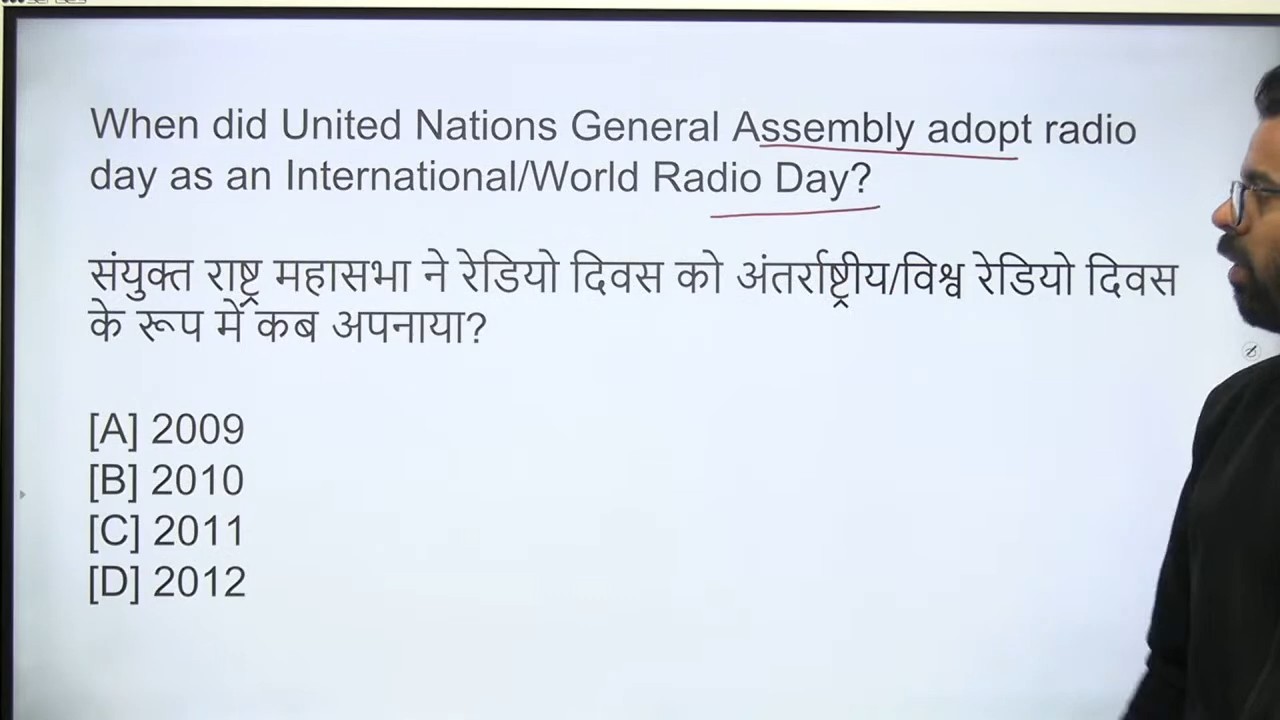 When did United Nations General Assembly adopt radio
day as an International/World Radio Day?
संयुक्त राष्ट्र महासभा ने रेडियो दिवस को अंतर्राष्ट्रीय/विश्व रेडियो दिवस
के रूप में कब अपनाया?
[A] 2009
[B] 2010
[C] 2011
[D] 2012